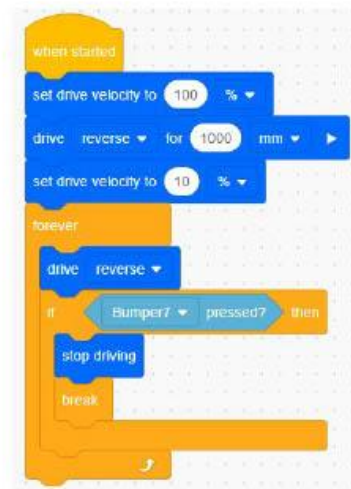 when started
set drive velocity to 100 %
drive reverse for 1000 mm
set drive velocity to 10 %
forever
drive reverse
if Bumper7 pressed? then
stop driving
break